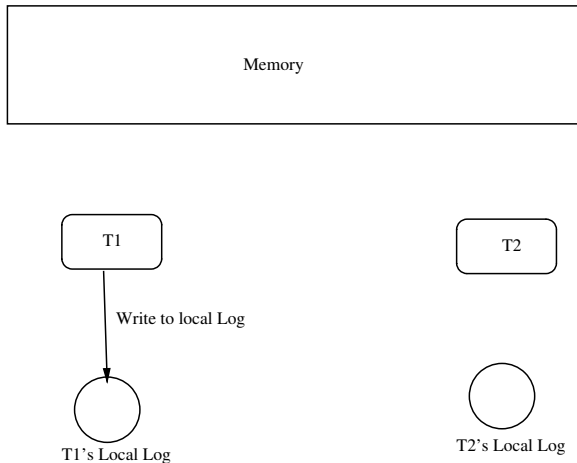 Memory
T1
T2
Write to local Log
T1's Local Log
T2's Local Log